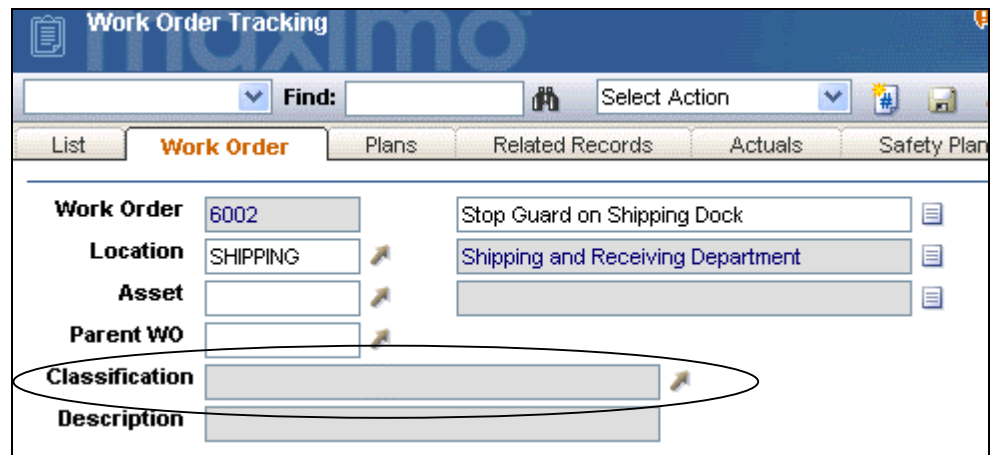 Work Order Tracking
maximo
Find: Select Action
List Work Order Plans Related Records Actuals Safety Plan
Work Order 6002 Stop Guard on Shipping Dock
Location SHIPPING Shipping and Receiving Department
Asset
Parent WO
Classification
Description